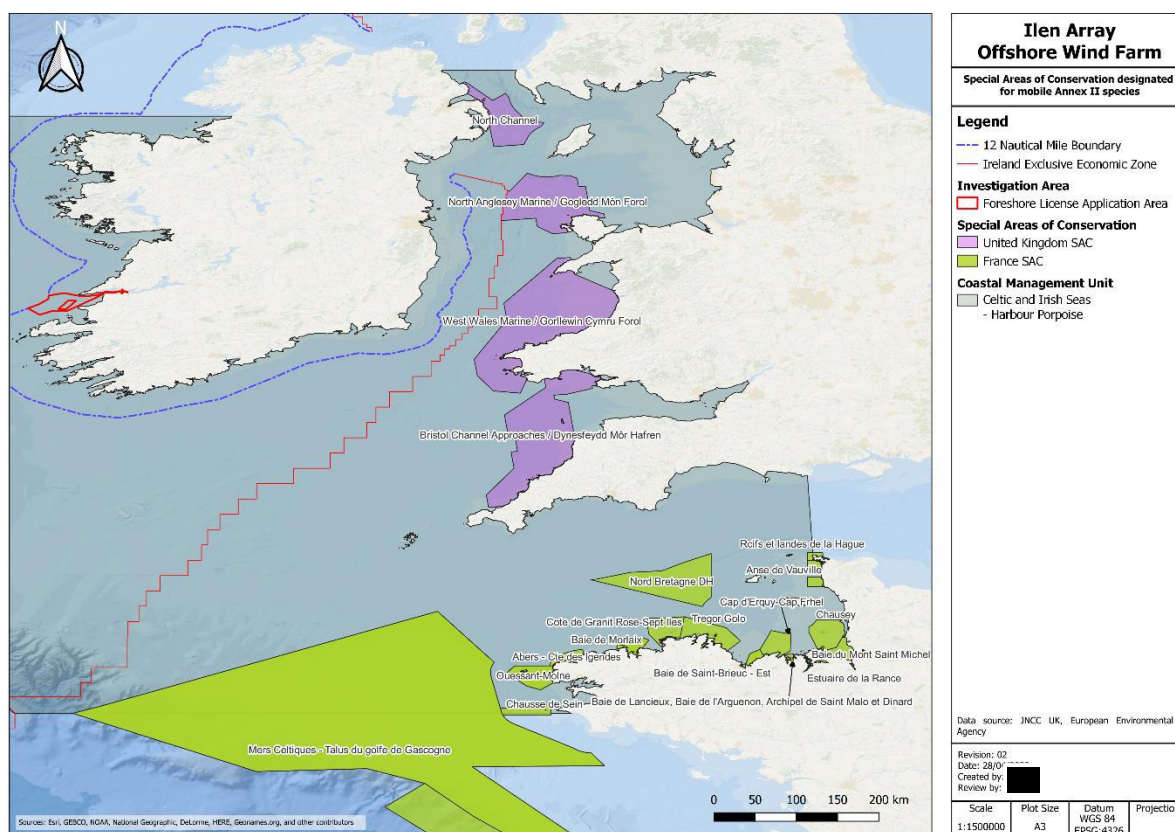 N
North Channel
North Anglesey Marine / Gogledd Môn Forol
West Wales Marine / Gorllewin Cymru Forol
Bristol Channel Approaches / Dynesfeydd Môr Hafren
Rcifs et landes de la Hague
Anse de Vauville
Nord Bretagne DH
Cap d'Erquy-Cap Frhel
Chausey
Cote de Granit Rose-Sept Iles
Tregor Golo
Baie de Morlaix
Abers - Cte des lgendes
Baie du Mont Saint Michel
Ouessant-Molne
Baie de Saint-Brieuc - Est
Estuaire de la Rance
Chausse de Sein
Baie de Lancieux, Baie de l'Arguenon, Archipel de Saint Malo et Dinard
Mers Celtiques - Talus du golfe de Gascogne
0 50 100 150 200 km
Sources: Esri, GEBCO, NOAA, National Geographic, DeLorme, HERE, Geonames.org, and other contributors
Ilen Array
Offshore Wind Farm
Special Areas of Conservation designated
for mobile Annex II species
Legend
12 Nautical Mile Boundary
Ireland Exclusive Economic Zone
Investigation Area
Foreshore License Application Area
Special Areas of Conservation
United Kingdom SAC
France SAC
Coastal Management Unit
Celtic and Irish Seas
- Harbour Porpoise
Data source: JNCC UK, European Environmental
Agency
Revision: 02
Date:
Created by:
Review by:
Scale Plot Size Datum Projectio
1:1500000 A3 WGS 84
EPSG:4326